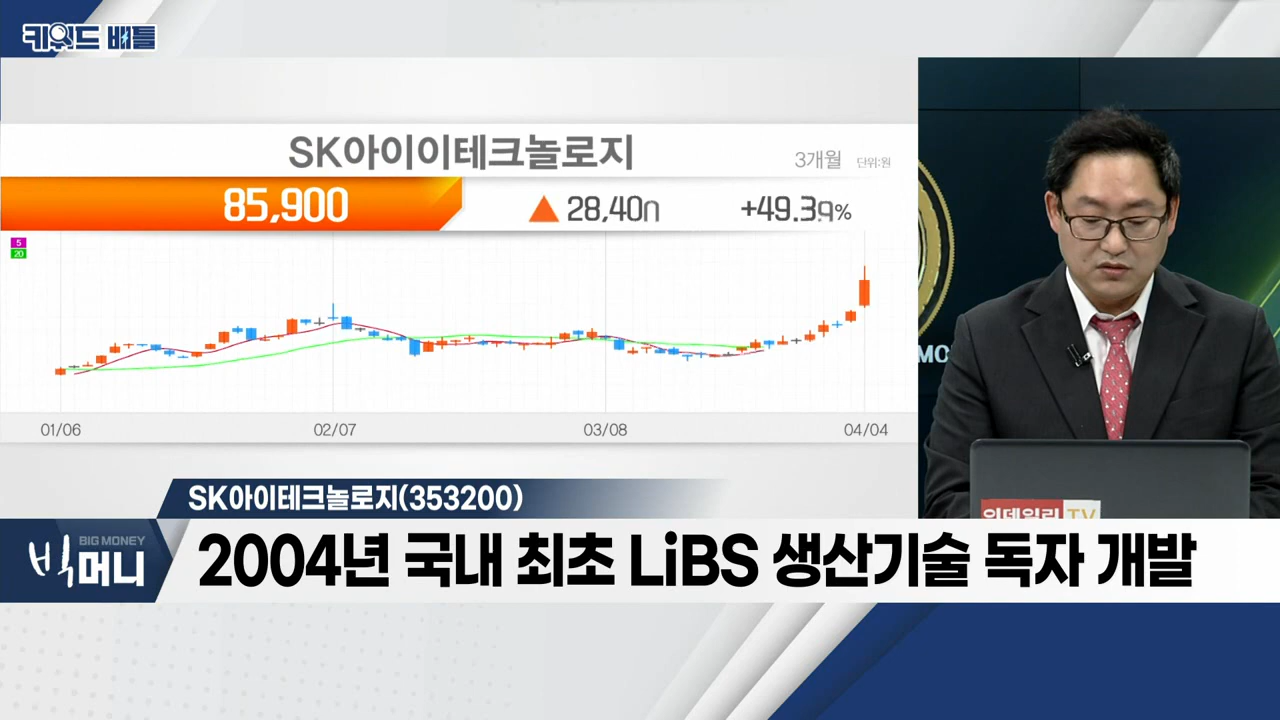 키워드 배틀
SK아이이테크놀로지
3개월 단위:원
85,900 ▲ 28,400 +49.39%
5
20
01/06 02/07 03/08 04/04
MO
이데일리 TV
SK아이테크놀로지(353200)
BIG MONEY
빅머니
2004년 국내 최초 LiBS 생산기술 독자 개발